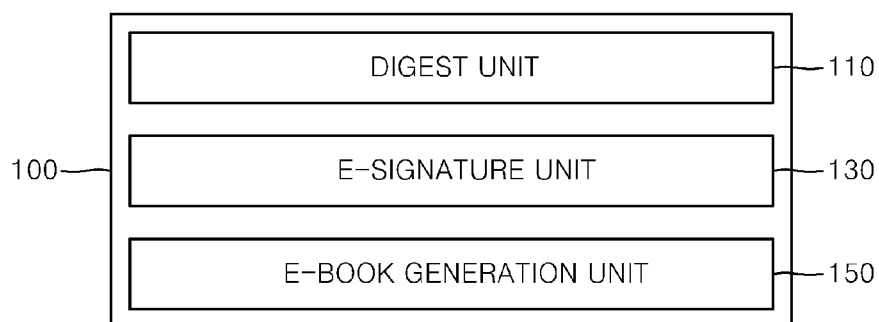 DIGEST UNIT 110
100 E-SIGNATURE UNIT 130
E-BOOK GENERATION UNIT 150